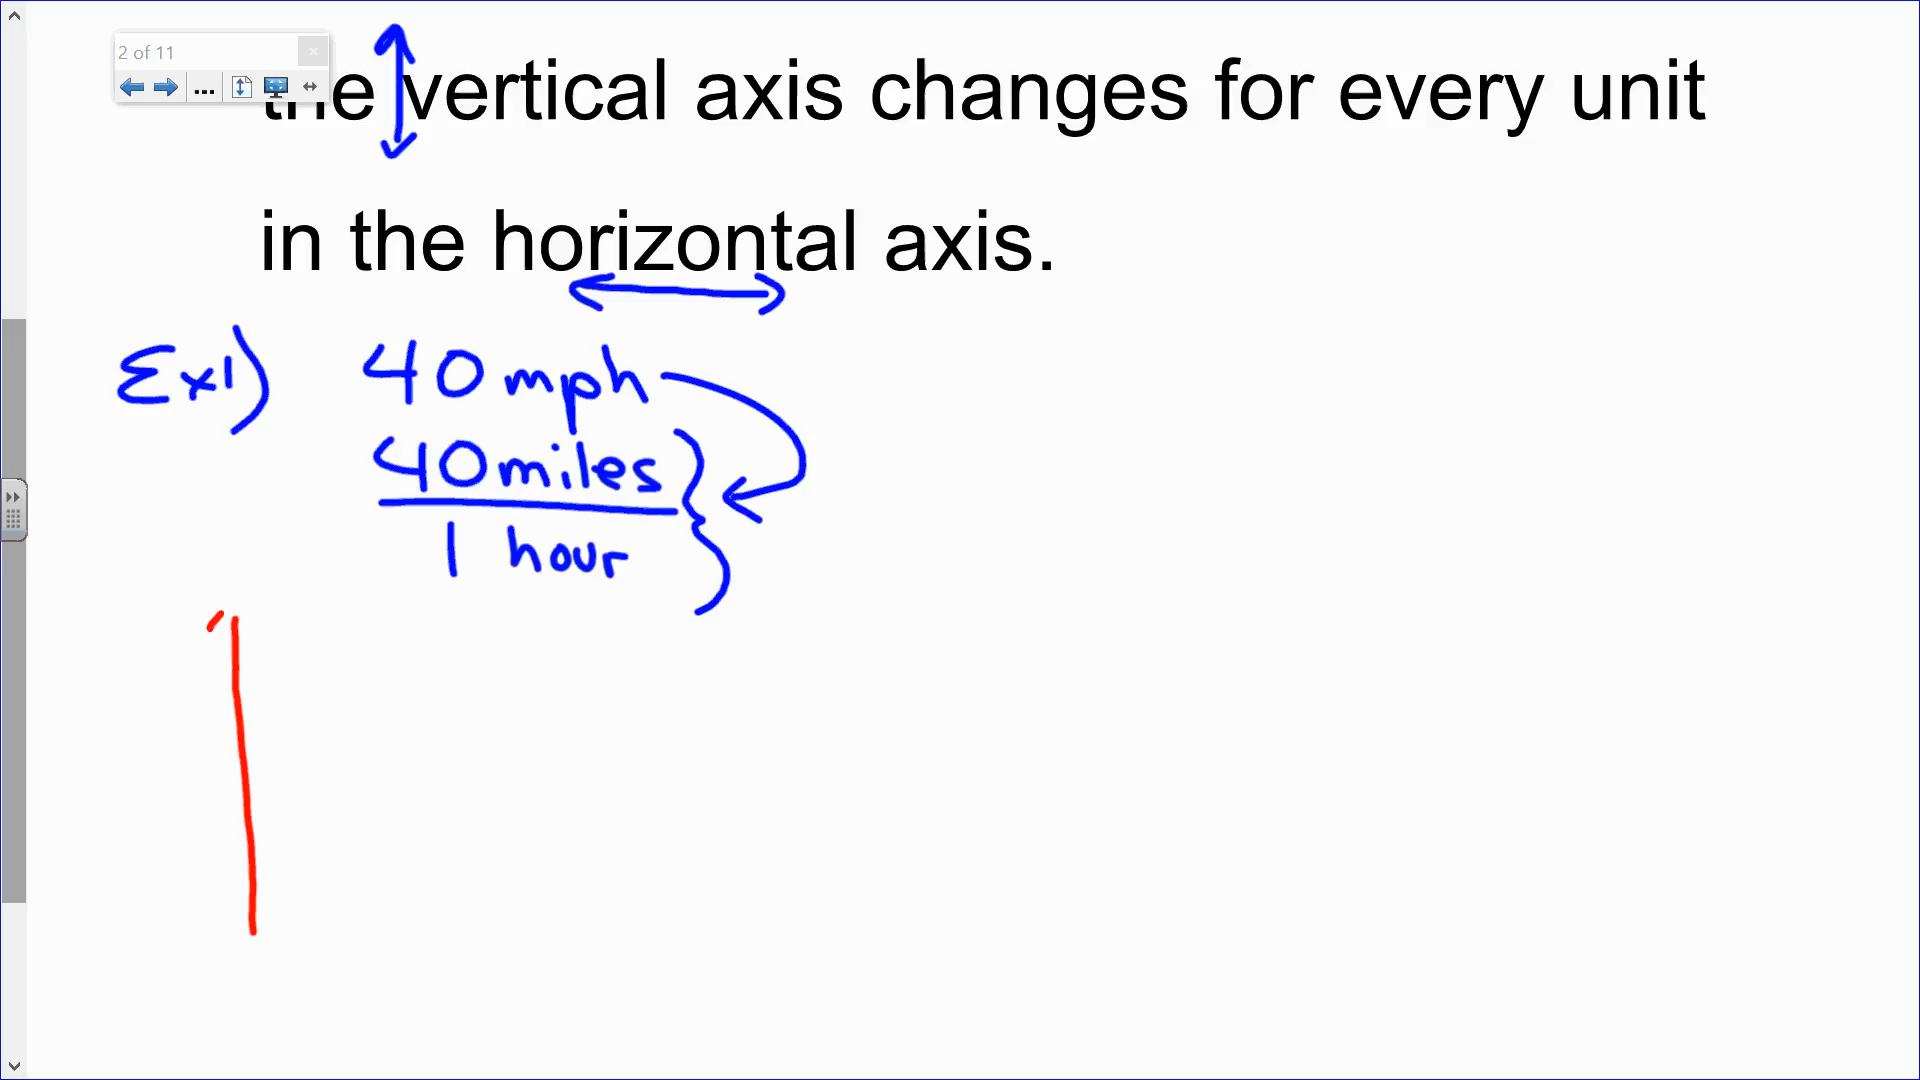 2 of 11
the vertical axis changes for every unit
in the horizontal axis.
Ex1) 40 mph
40 miles
1 hour